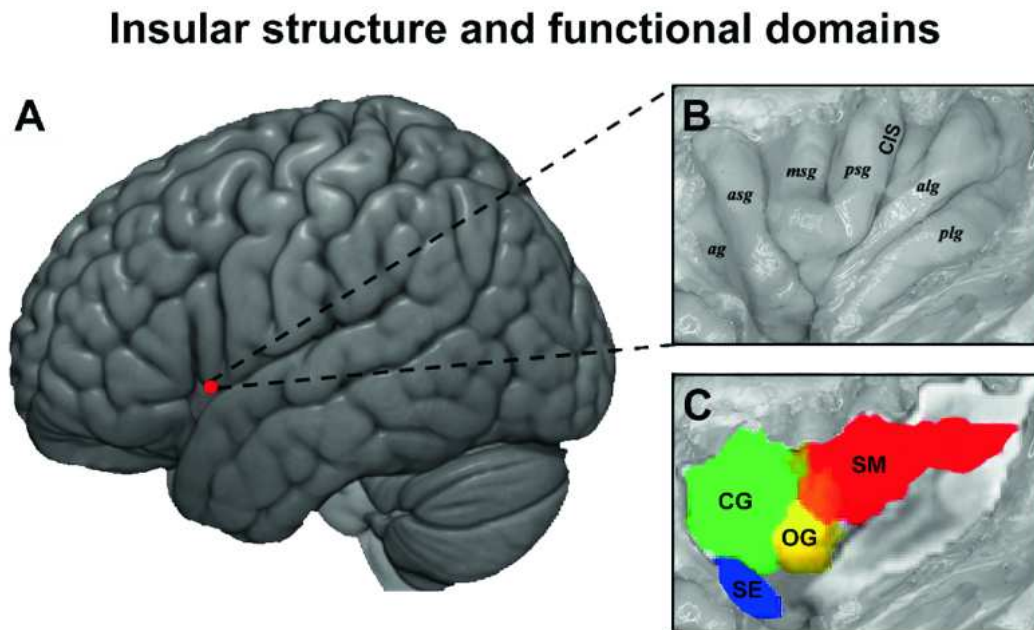 Insular structure and functional domains
A
B
CIS
msg
psg
asg
alg
ag
plg
C
SM
CG
OG
SE